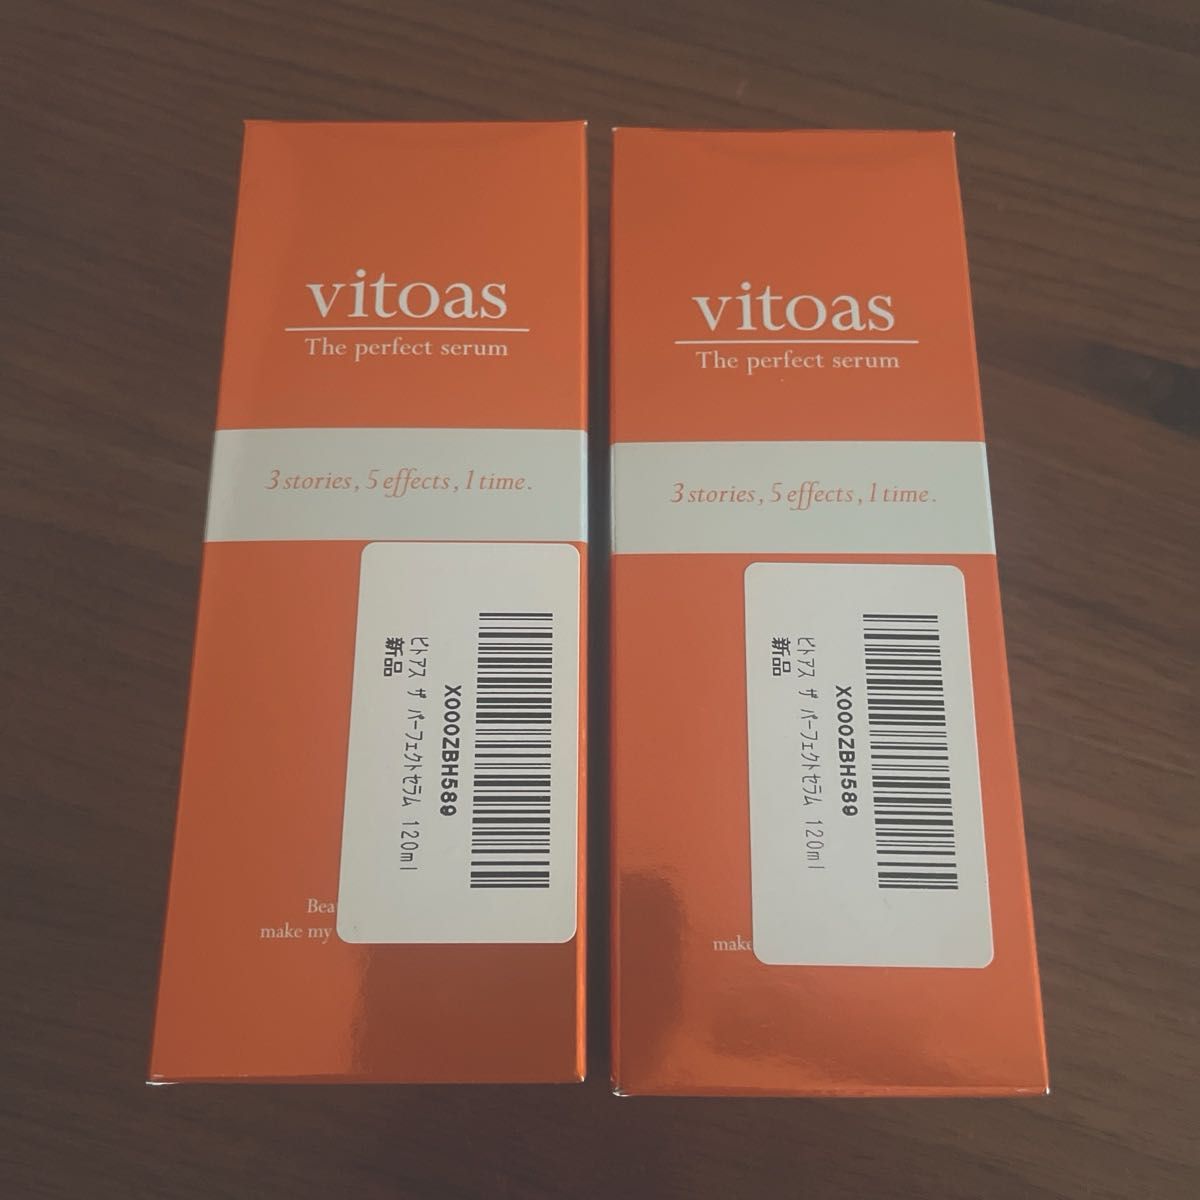 vitoas
The perfect serum
3 stories, 5 effects, 1 time.
X000ZBH589
ビトアス ザ パーフェクトセラム 120ml
新品
make my
vitoas
The perfect serum
3 stories, 5 effects, 1 time.
X000ZBH589
ビトアス ザ パーフェクトセラム 120ml
新品
make